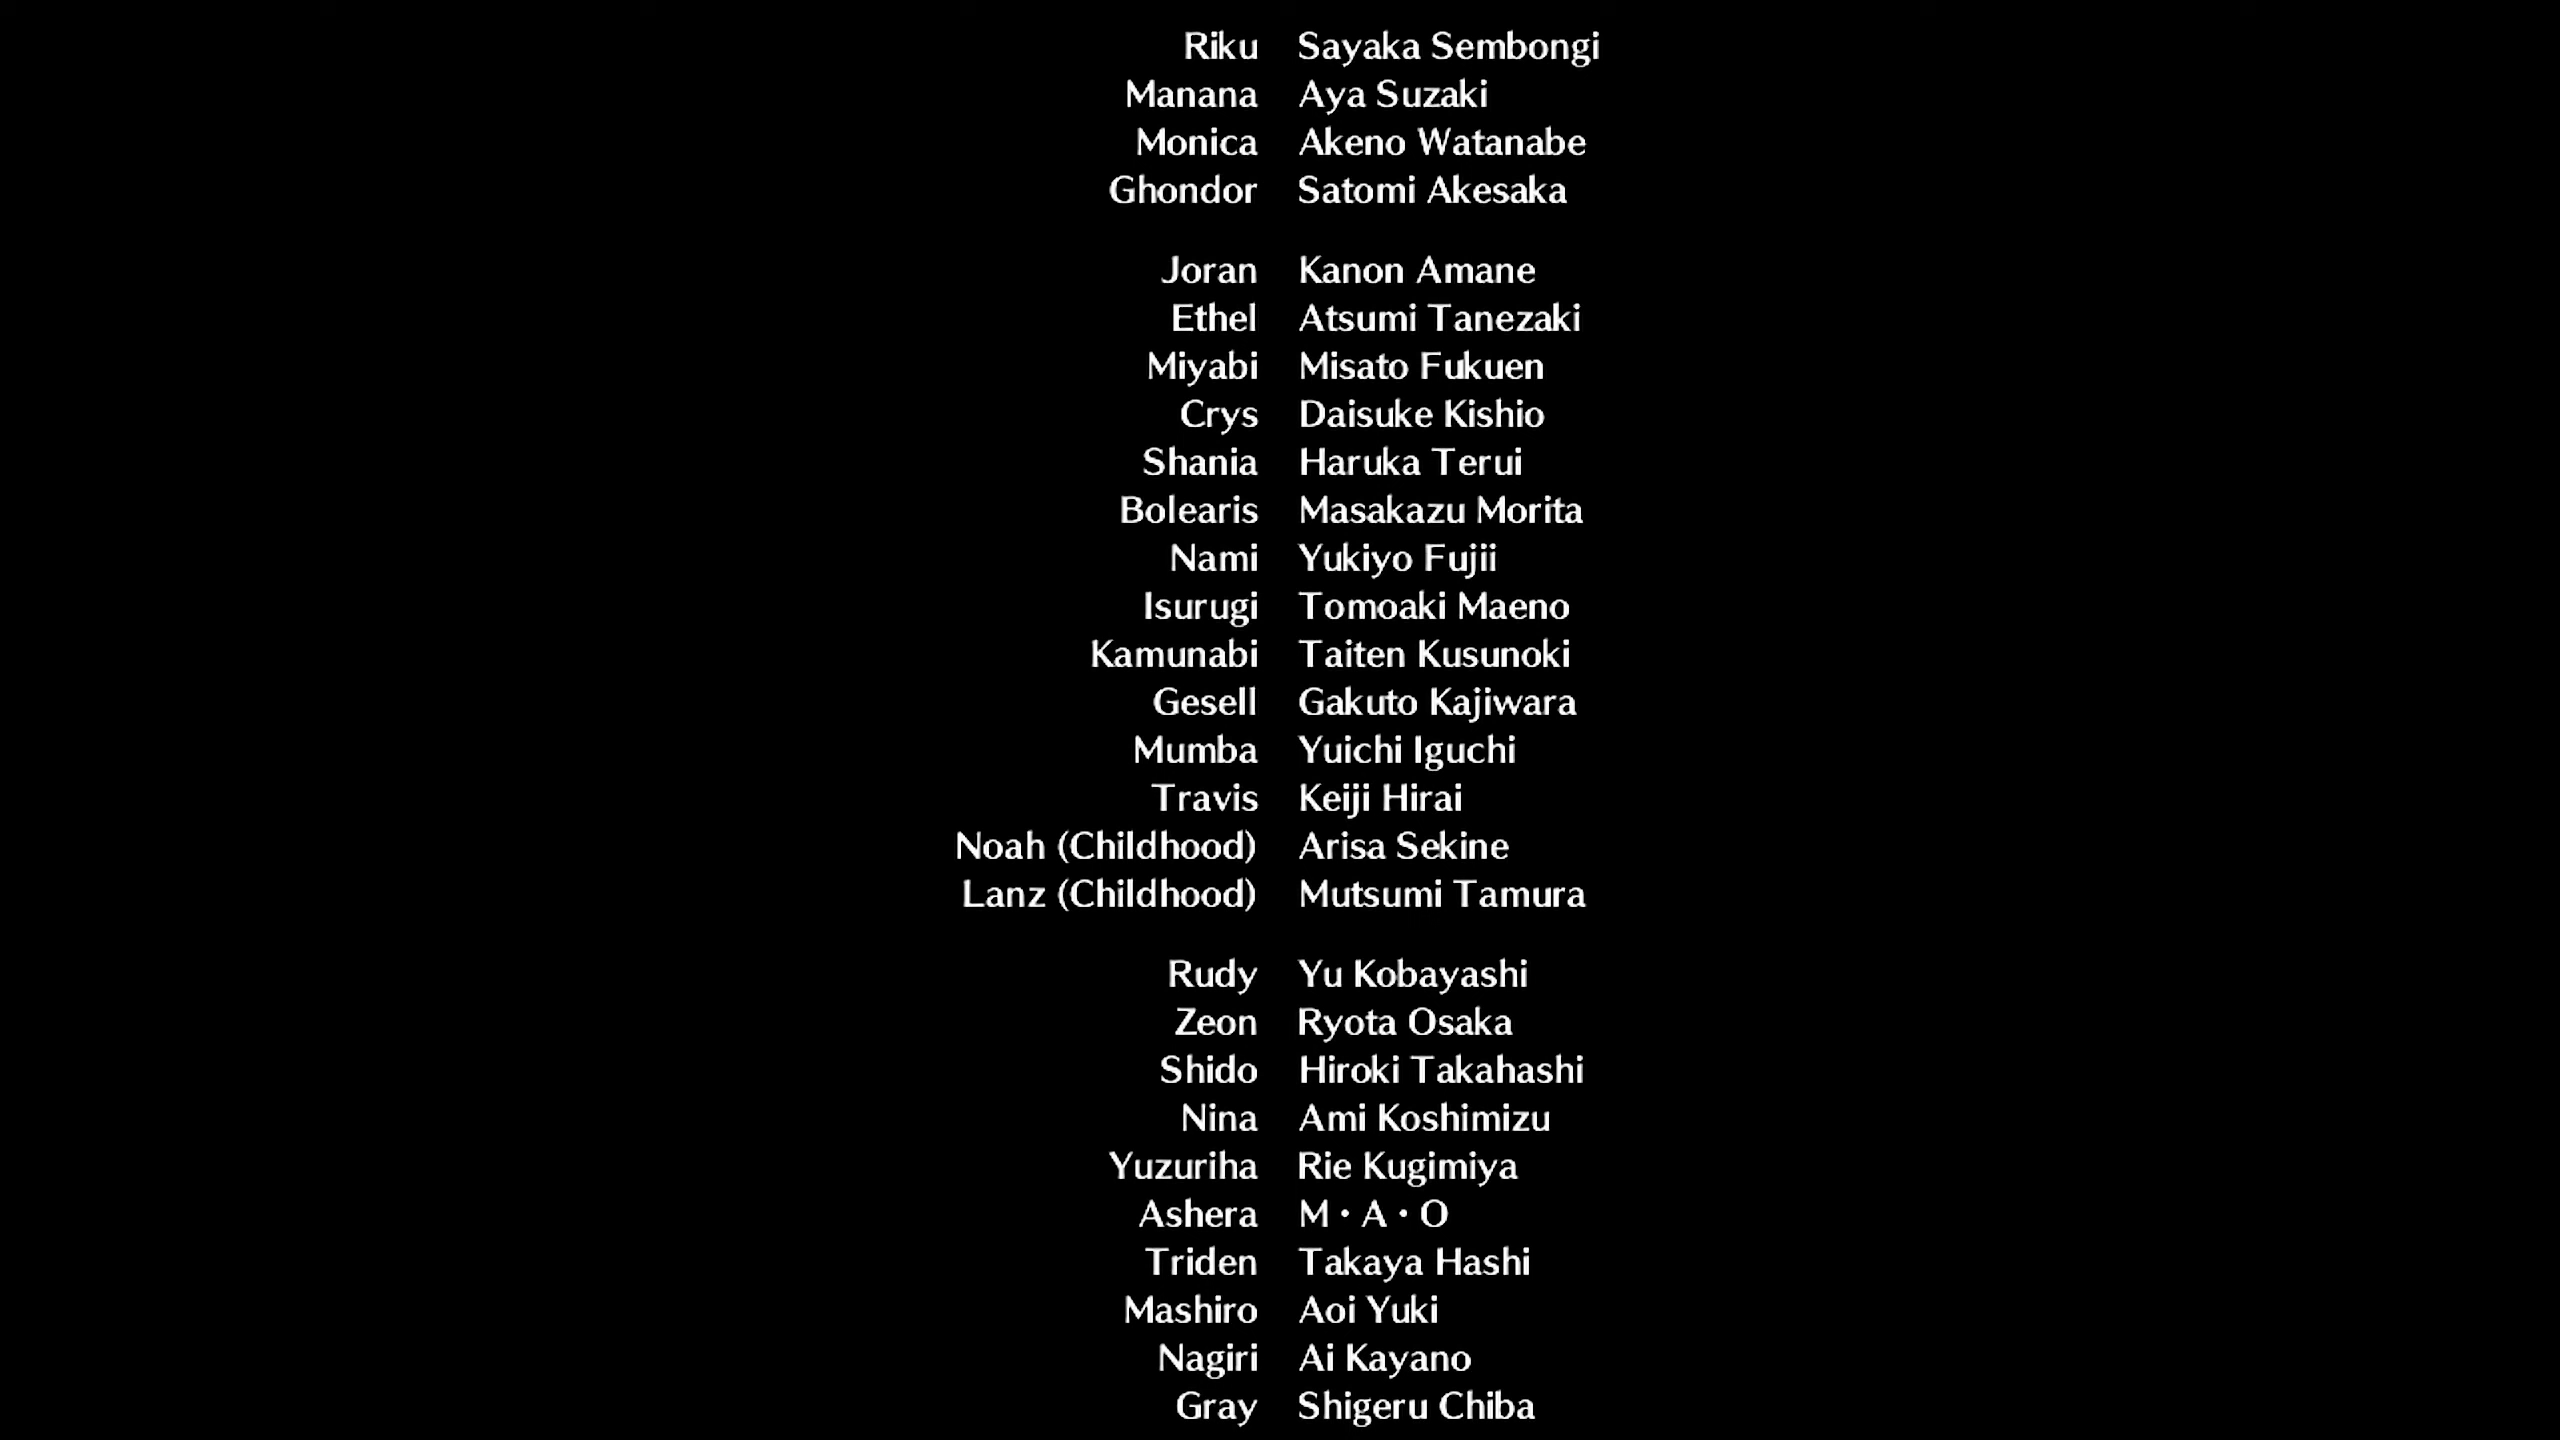 Riku Sayaka Sembongi
Manana Aya Suzaki
Monica Akeno Watanabe
Ghondor Satomi Akesaka
Joran Kanon Amane
Ethel Atsumi Tanezaki
Miyabi Misato Fukuen
Crys Daisuke Kishio
Shania Haruka Terui
Bolearis Masakazu Morita
Nami Yukiyo Fujii
Isurugi Tomoaki Maeno
Kamunabi Taiten Kusunoki
Gesell Gakuto Kajiwara
Mumba Yuichi Iguchi
Travis Keiji Hirai
Noah (Childhood) Arisa Sekine
Lanz (Childhood) Mutsumi Tamura
Rudy Yu Kobayashi
Zeon Ryota Osaka
Shido Hiroki Takahashi
Nina Ami Koshimizu
Yuzuriha Rie Kugimiya
Ashera M・A・O
Triden Takaya Hashi
Mashiro Aoi Yuki
Nagiri Ai Kayano
Gray Shigeru Chiba